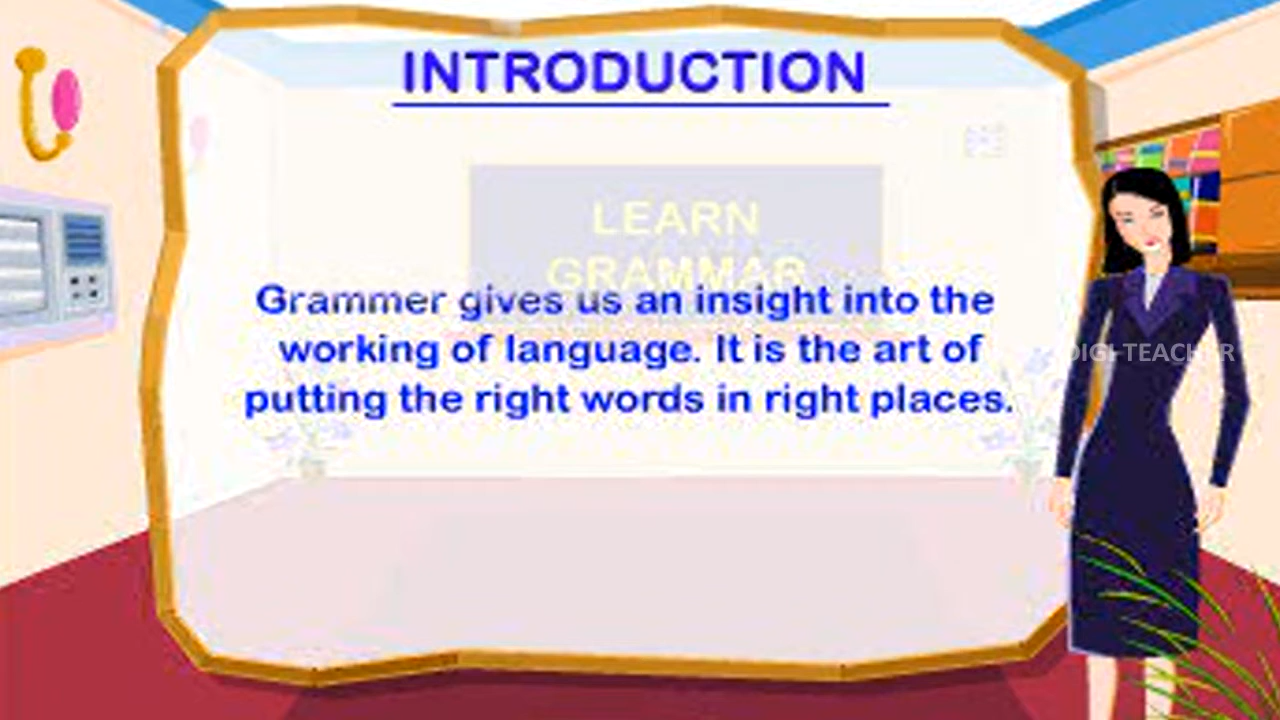 INTRODUCTION
LEARN
GRAMMAR
Grammer gives us an insight into the
working of language. It is the art of
putting the right words in right places.
DIGI-TEACHER